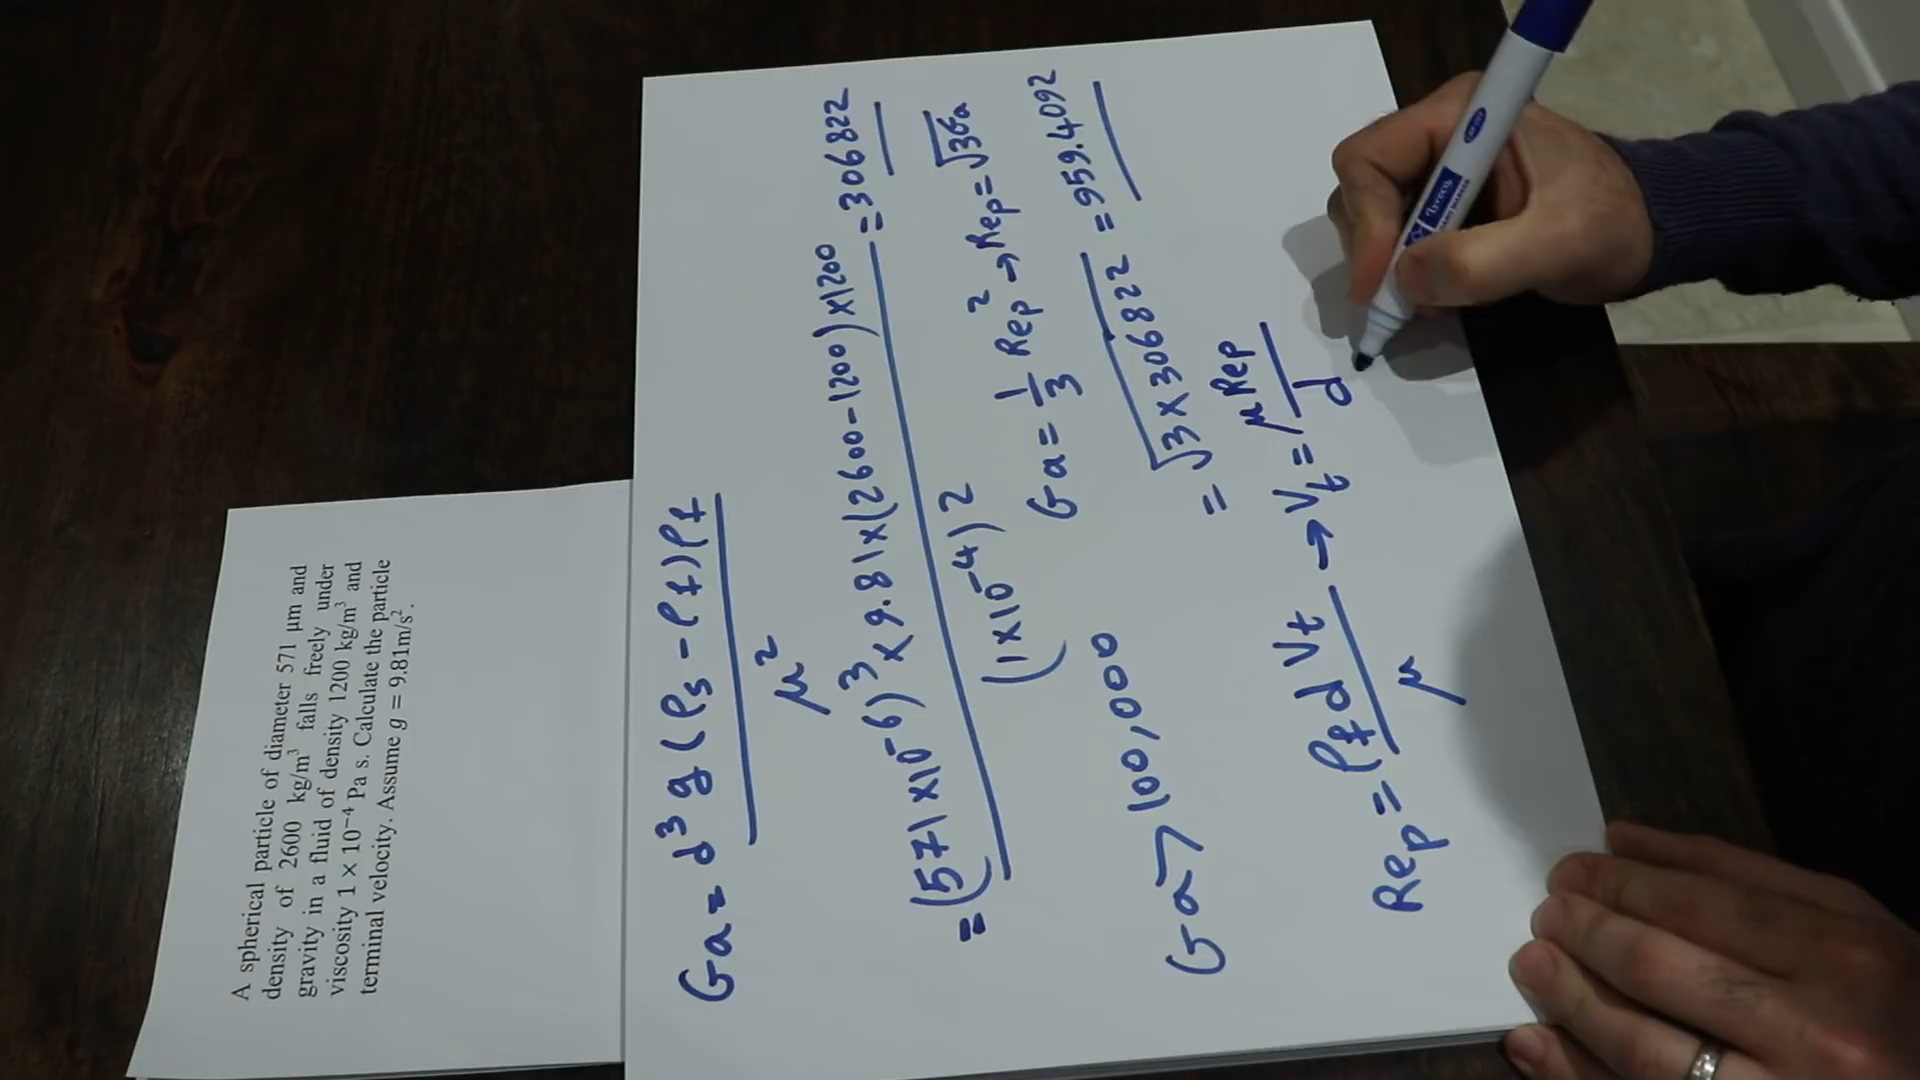 A spherical particle of diameter 571 μm and
density of 2600 kg/m³ falls freely under
gravity in a fluid of density 1200 kg/m³ and
viscosity 1 × 10⁻⁴ Pa s. Calculate the particle
terminal velocity. Assume g = 9.81m/s².
Ga = d³ g (ρs - ρf) ρf / μ²
= (571 × 10⁻⁶)³ × 9.81 × (2600 - 1200) × 1200 / (1×10⁻⁴)² = 306822
Ga > 100,000 Ga = 1/3 Rep² → Rep = √3Ga
= √3 × 306822 = 959.4092
Rep = ρf d Vt / μ → Vt = μ Rep / d